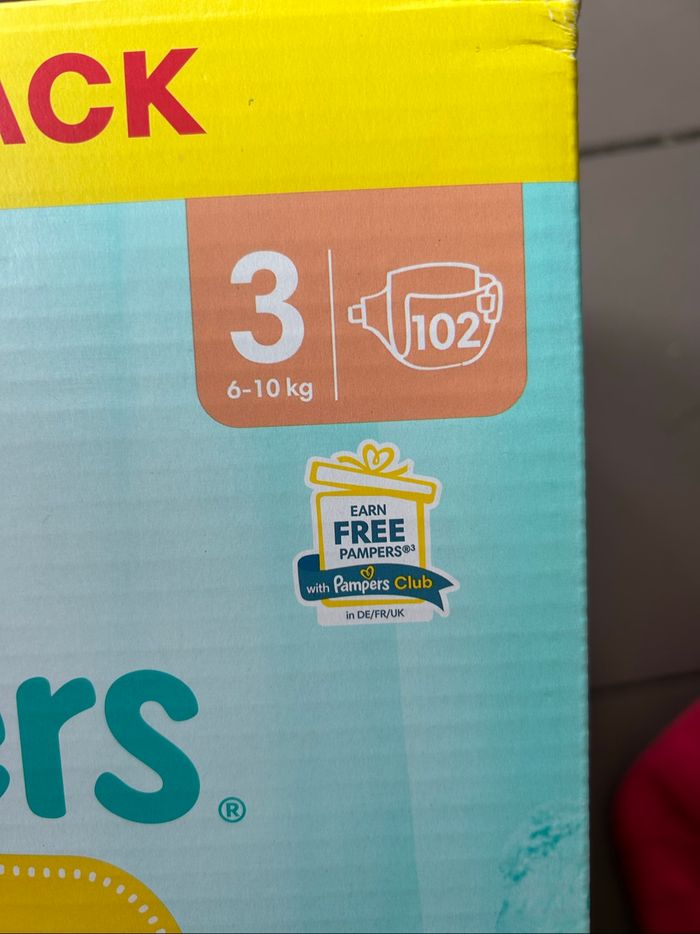 ACK
3
6-10 kg
102
EARN
FREE
PAMPERS®³
with Pampers Club
in DE/FR/UK
ers®